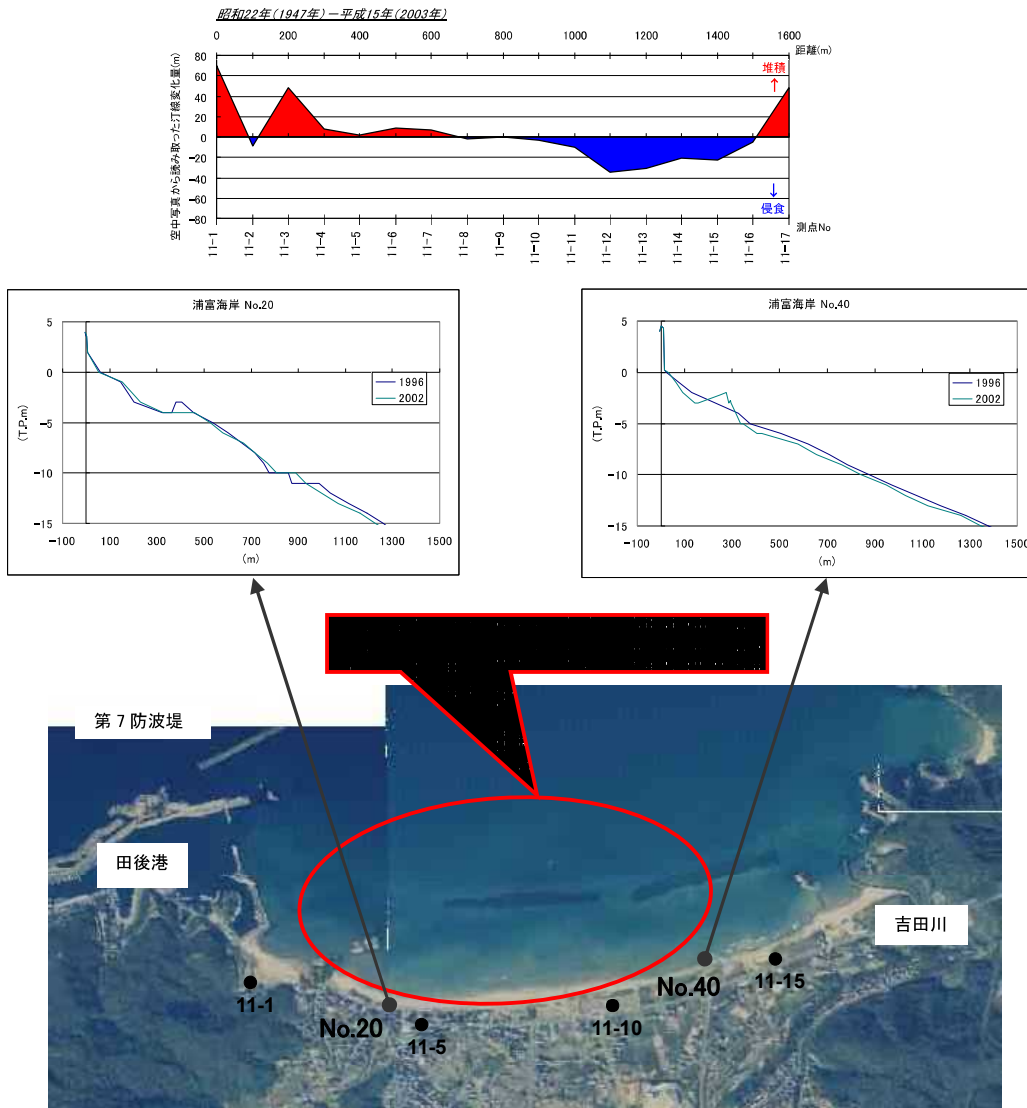 昭和22年(1947年)－平成15年(2003年)
0 200 400 600 800 1000 1200 1400 1600
距離(m)
空中写真から読み取った汀線変化量(m)
80
60
40
20
0
-20
-40
-60
-80
堆積
↑
↓
侵食
測点No
11-1 11-2 11-3 11-4 11-5 11-6 11-7 11-8 11-9 11-10 11-11 11-12 11-13 11-14 11-15 11-16 11-17
浦富海岸 No.20
(T.P.m)
5
0
-5
-10
-15
1996
2002
-100 100 300 500 700 900 1100 1300 1500
(m)
浦富海岸 No.40
(T.P.m)
5
0
-5
-10
-15
1996
2002
-100 100 300 500 700 900 1100 1300 1500
(m)
第7防波堤
田後港
吉田川
11-1
No.20
11-5
11-10
No.40
11-15